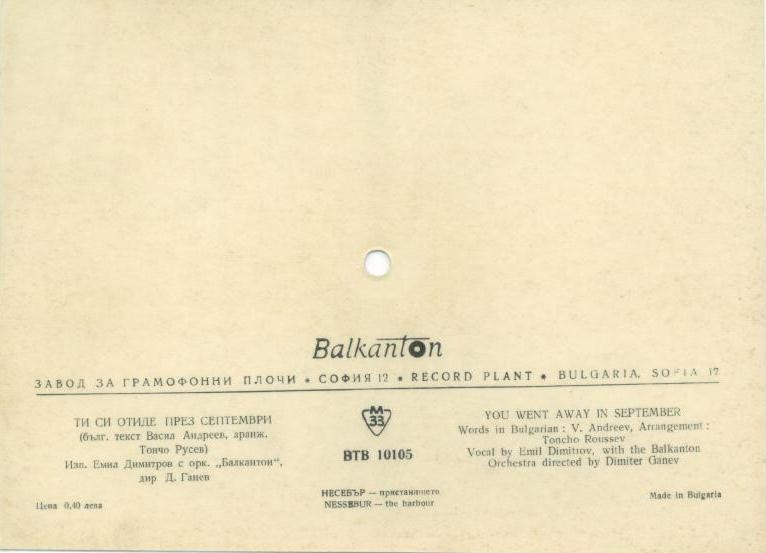 Balkanton
ЗАВОД ЗА ГРАМОФОННИ ПЛОЧИ * СОФИЯ 12 * RECORD PLANT * BULGARIA, SOFIA 12
ТИ СИ ОТИДЕ ПРЕЗ СЕПТЕМВРИ
(бълг. текст Васил Андреев, аранж.
Тончо Русев)
Изп. Емил Димитров с орк. „Балкантон“,
дир Д. Ганев
Цена 0,40 лева
М
33
ВТВ 10105
НЕСЕБЪР — пристанището
NESSEBUR — the harbour
YOU WENT AWAY IN SEPTEMBER
Words in Bulgarian : V. Andreev, Arrangement :
Toncho Roussev
Vocal by Emil Dimitrov, with the Balkanton
Orchestra directed by Dimiter Ganev
Made in Bulgaria